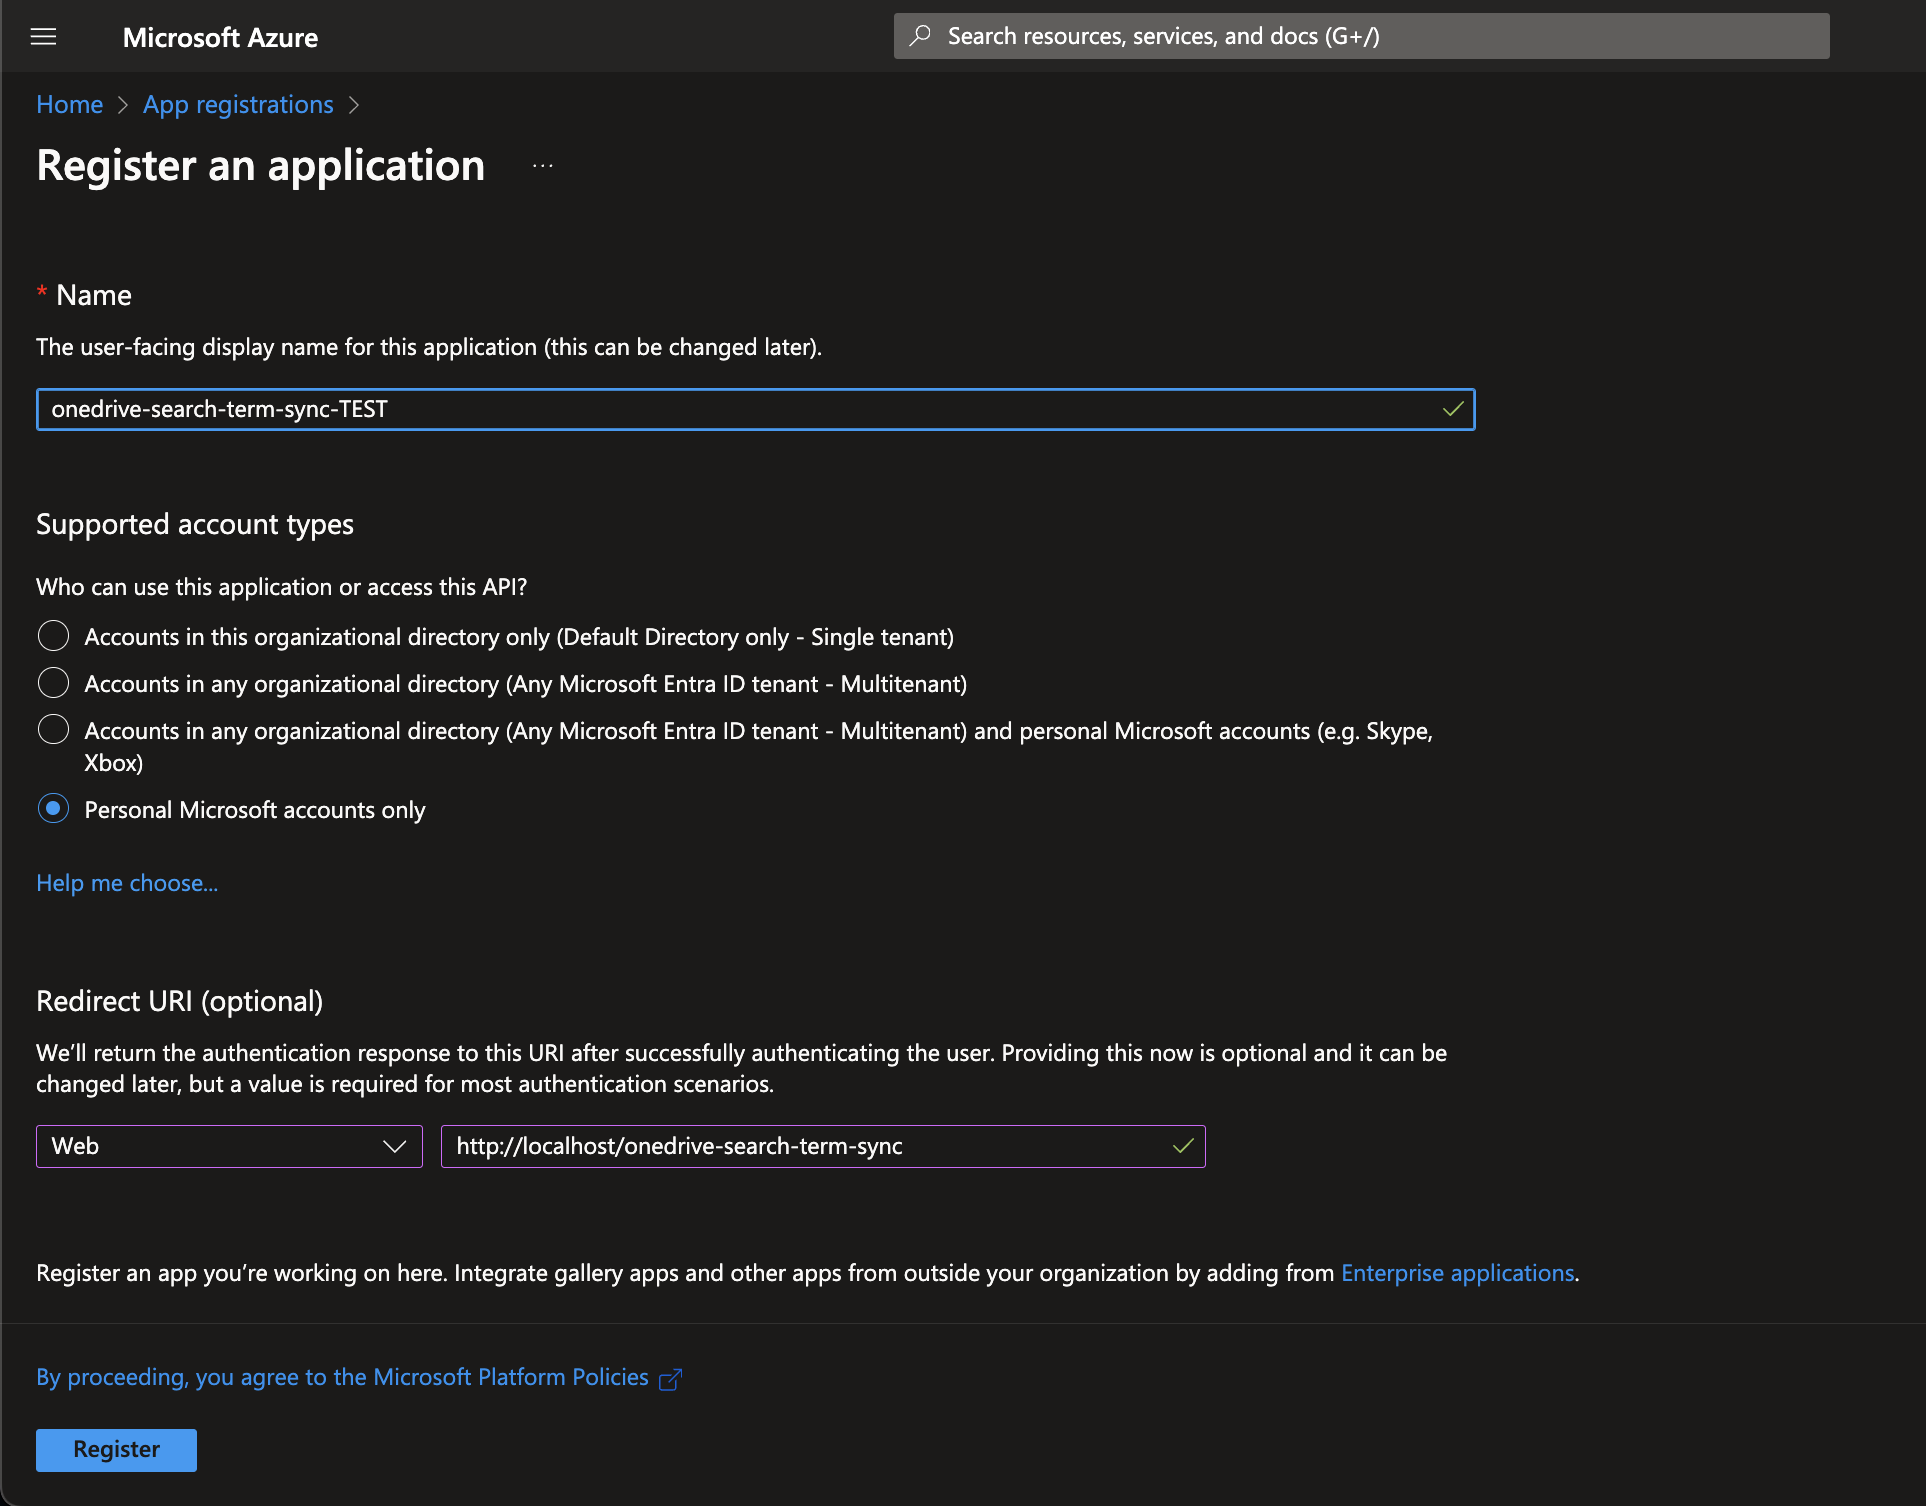 Microsoft Azure
Search resources, services, and docs (G+/)
Home > App registrations >
Register an application ...
* Name
The user-facing display name for this application (this can be changed later).
onedrive-search-term-sync-TEST
Supported account types
Who can use this application or access this API?
Accounts in this organizational directory only (Default Directory only - Single tenant)
Accounts in any organizational directory (Any Microsoft Entra ID tenant - Multitenant)
Accounts in any organizational directory (Any Microsoft Entra ID tenant - Multitenant) and personal Microsoft accounts (e.g. Skype,
Xbox)
Personal Microsoft accounts only
Help me choose...
Redirect URI (optional)
We’ll return the authentication response to this URI after successfully authenticating the user. Providing this now is optional and it can be
changed later, but a value is required for most authentication scenarios.
Web
http://localhost/onedrive-search-term-sync
Register an app you’re working on here. Integrate gallery apps and other apps from outside your organization by adding from Enterprise applications.
By proceeding, you agree to the Microsoft Platform Policies
Register